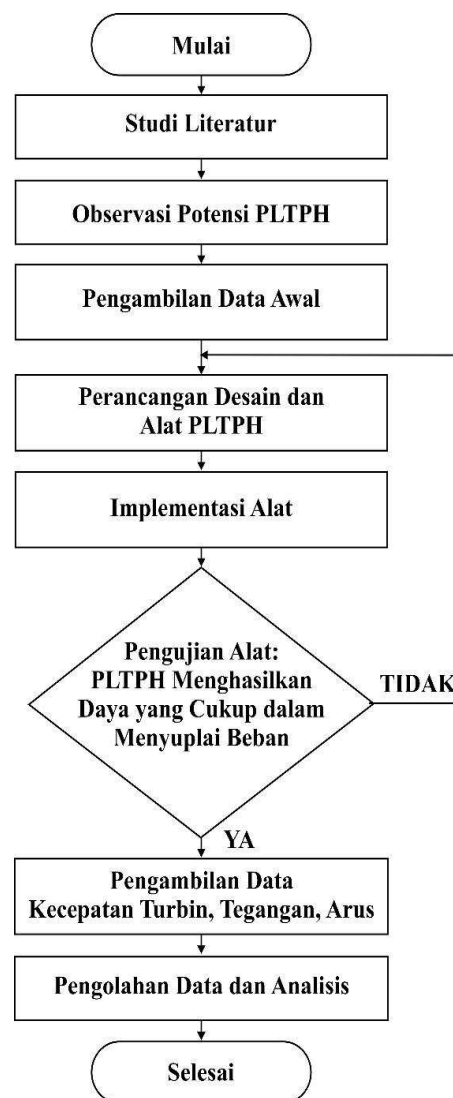 Mulai
Studi Literatur
Observasi Potensi PLTPH
Pengambilan Data Awal
Perancangan Desain dan
Alat PLTPH
Implementasi Alat
Pengujian Alat:
PLTPH Menghasilkan
Daya yang Cukup dalam
Menyuplai Beban
TIDAK
YA
Pengambilan Data
Kecepatan Turbin, Tegangan, Arus
Pengolahan Data dan Analisis
Selesai